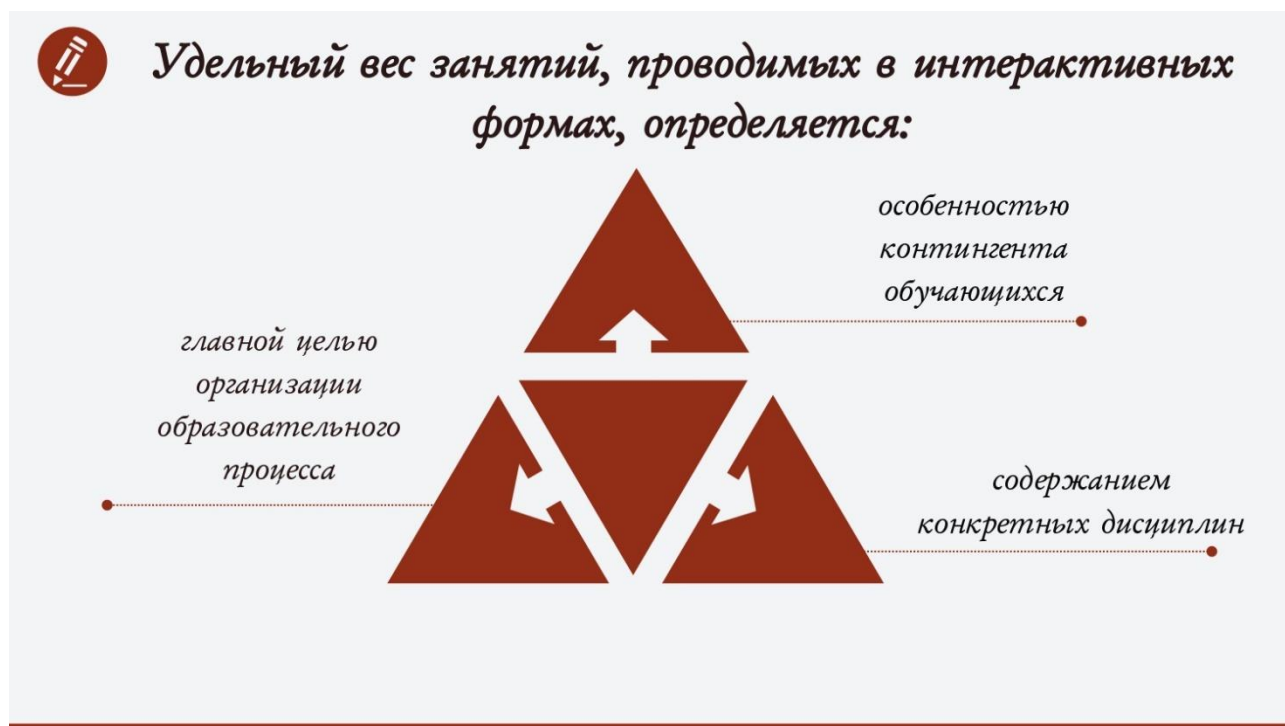 Удельный вес занятий, проводимых в интерактивных
формах, определяется:
особенностью
контингента
обучающихся
главной целью
организации
образовательного
процесса
содержанием
конкретных дисциплин